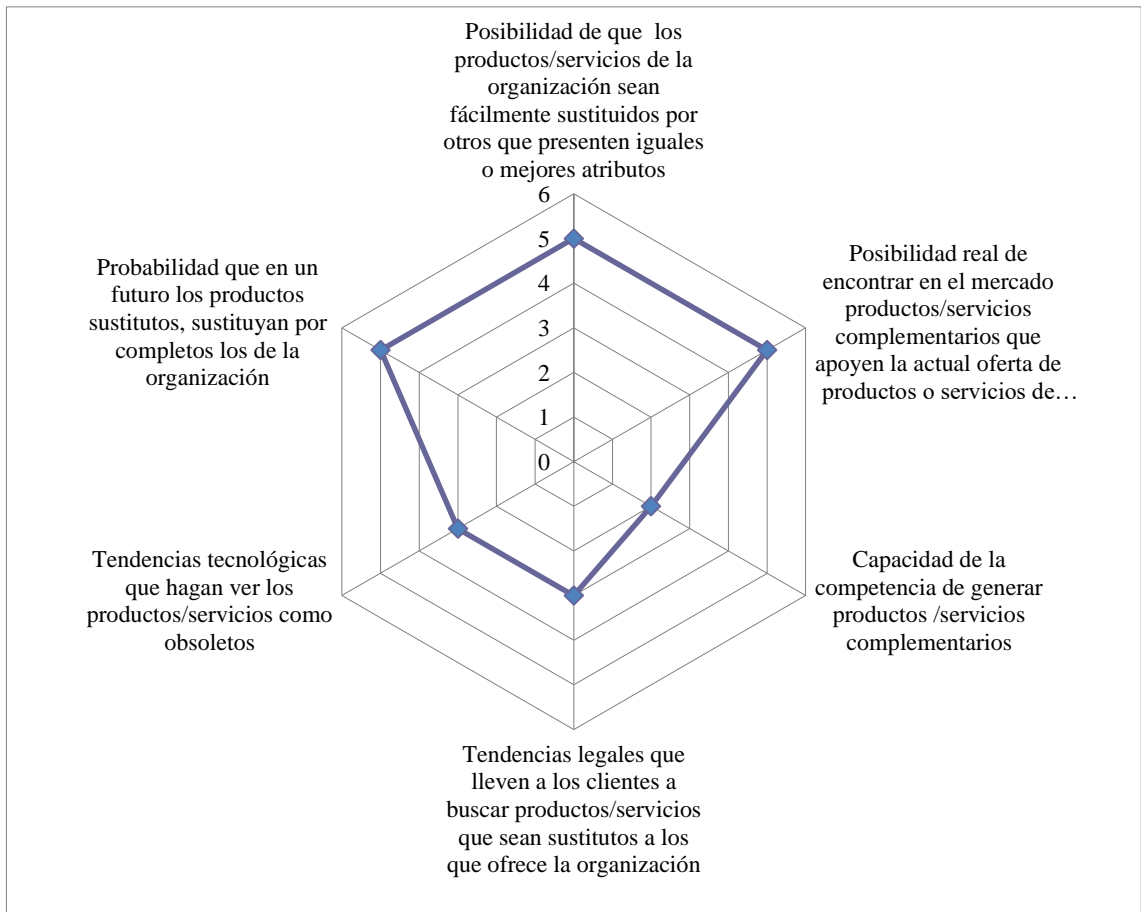 Posibilidad de que los
productos/servicios de la
organización sean
fácilmente sustituidos por
otros que presenten iguales
o mejores atributos
6
5
4
3
2
1
0
Posibilidad real de
encontrar en el mercado
productos/servicios
complementarios que
apoyen la actual oferta de
productos o servicios de…
Capacidad de la
competencia de generar
productos /servicios
complementarios
Tendencias legales que
lleven a los clientes a
buscar productos/servicios
que sean sustitutos a los
que ofrece la organización
Tendencias tecnológicas
que hagan ver los
productos/servicios como
obsoletos
Probabilidad que en un
futuro los productos
sustitutos, sustituyan por
completos los de la
organización